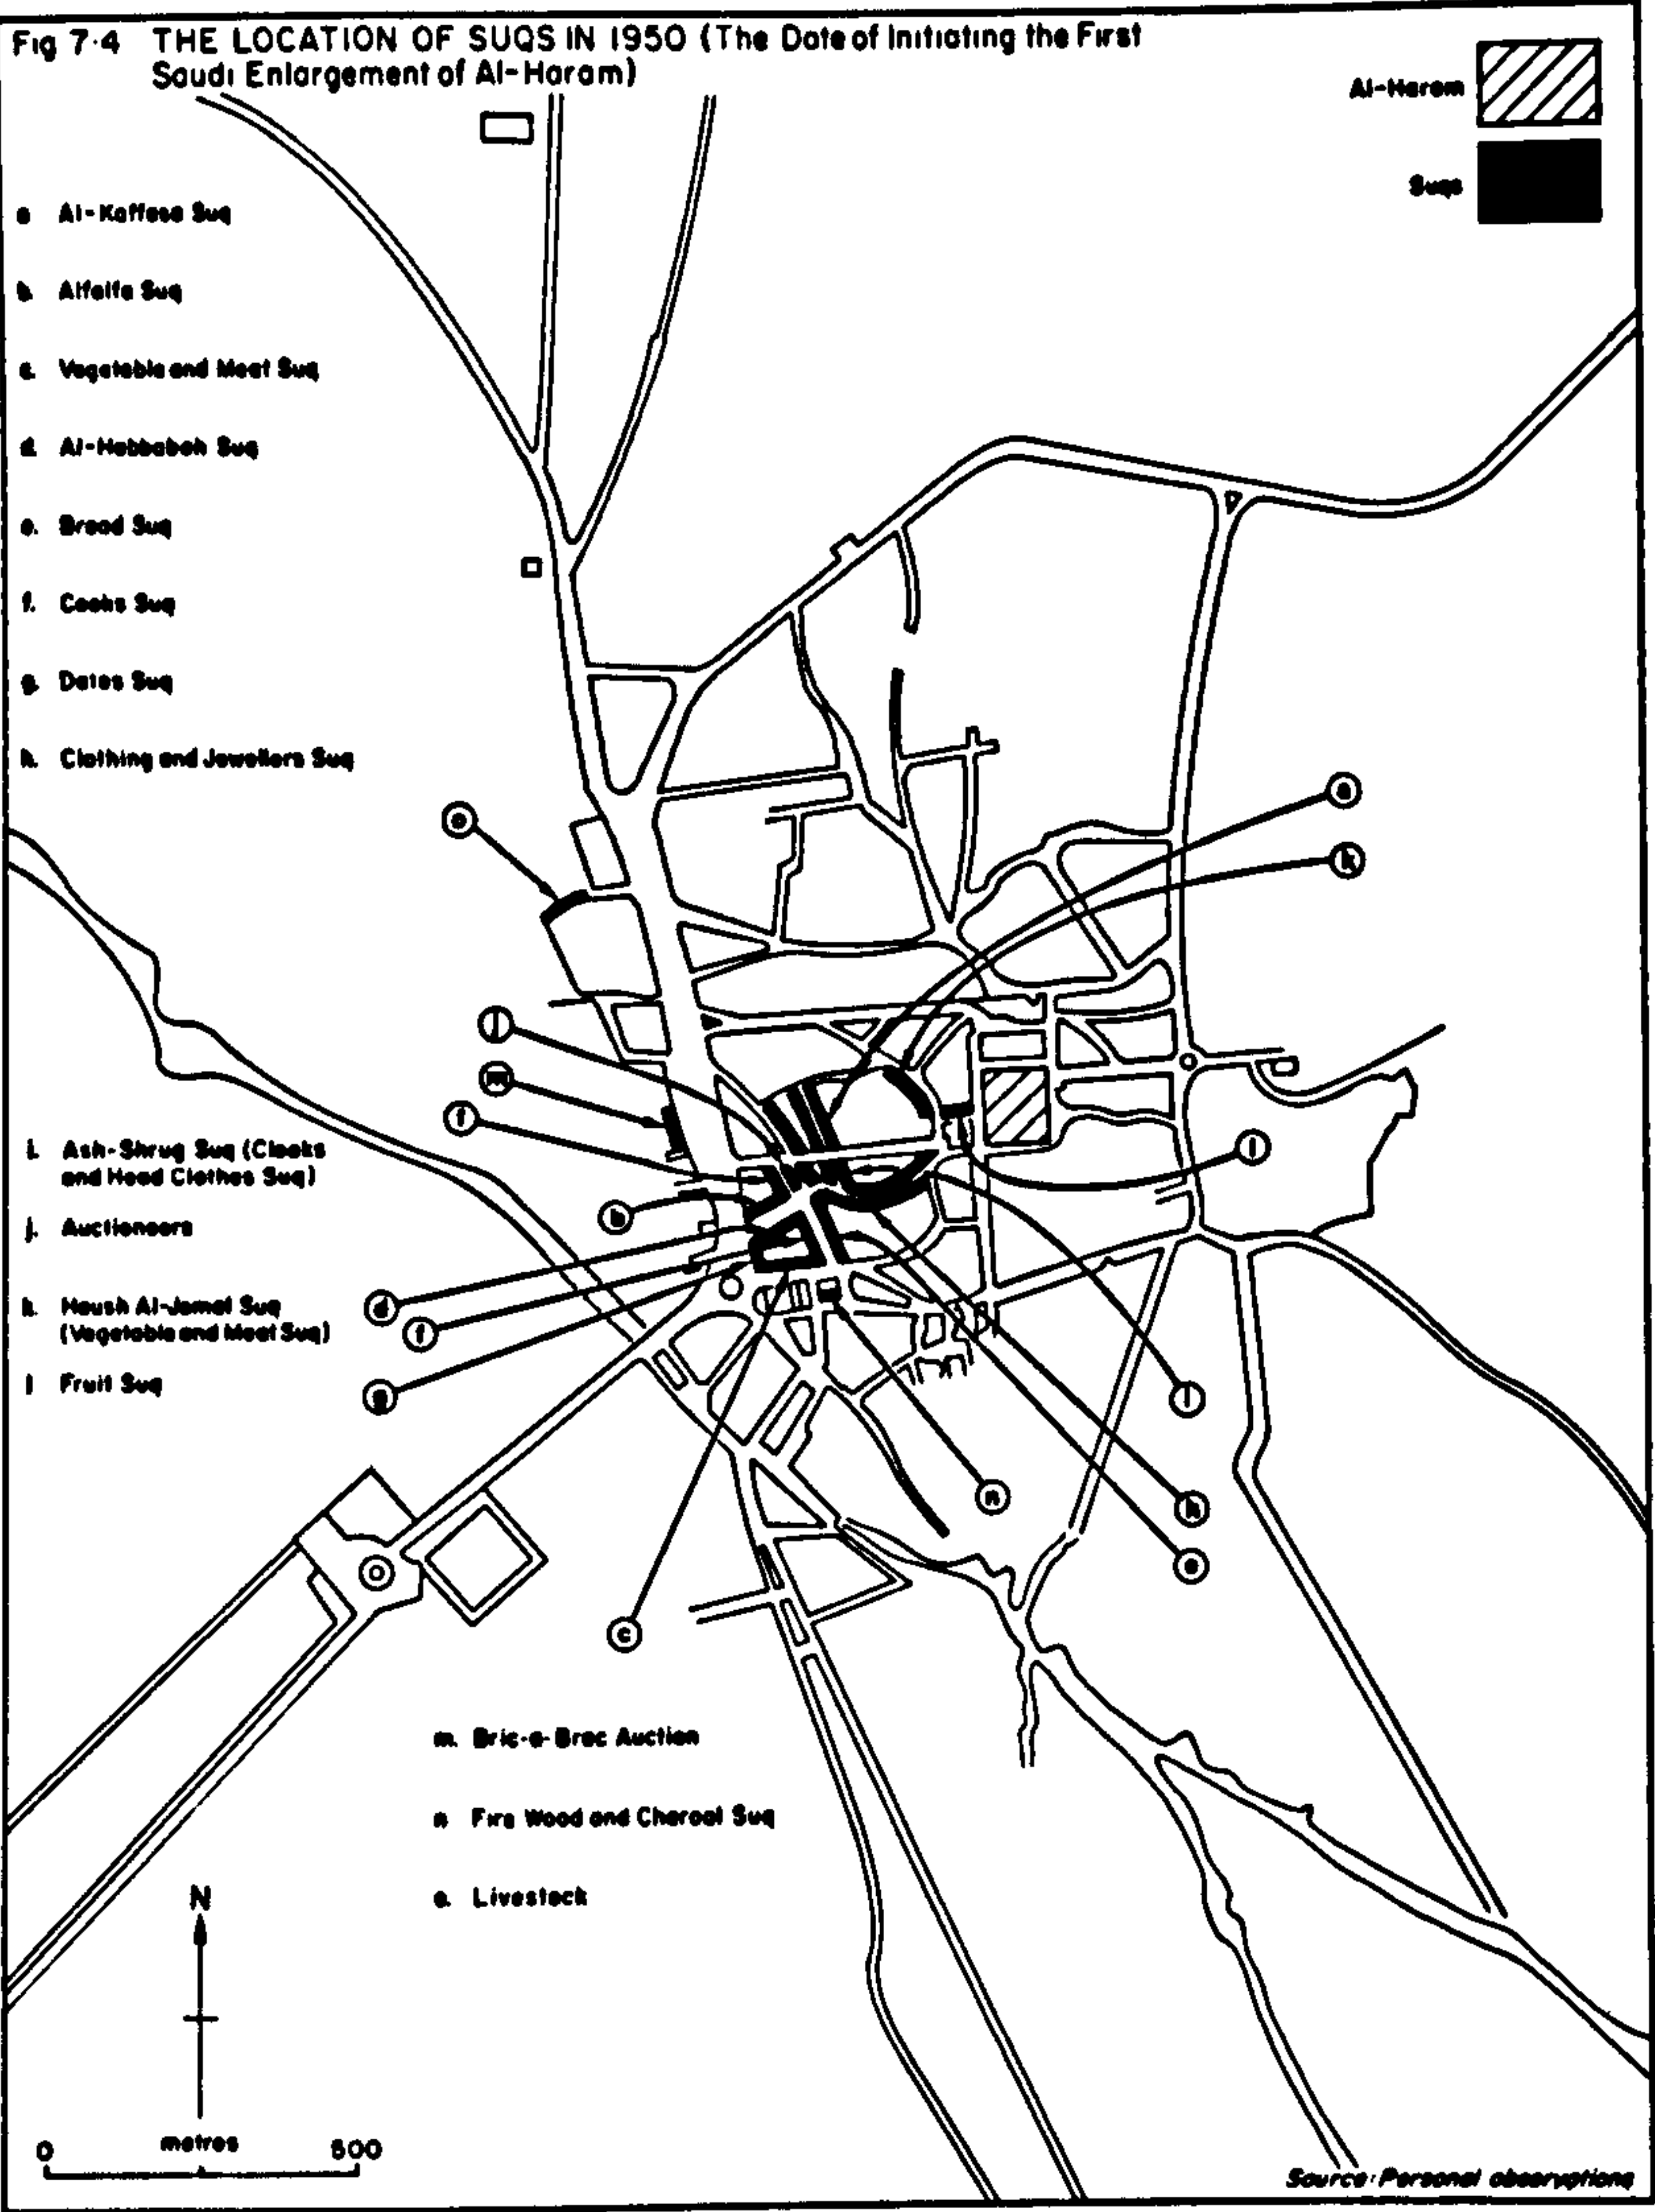 Fig 7·4 THE LOCATION OF SUQS IN 1950 (The Date of Initiating the First
Saudi Enlargement of Al-Haram)
Al-Haram
Suqs
a Al-Kaffasa Suq
b. Alfalfa Suq
c. Vegetable and Meat Suq
d. Al-Habbabah Suq
e. Bread Suq
f. Cooks Suq
g. Dates Suq
h. Clothing and Jewellers Suq
i. Ash-Shrug Suq (Cloaks
and Head Clothes Suq)
j. Auctioneers
k. Housh Al-Jamal Suq
(Vegetable and Meat Suq)
l Fruit Suq
m. Bric-a-Brac Auction
n Fire Wood and Charoal Suq
o. Livestock
o
a
k
j
m
f
b
l
d
f
g
c
n
h
N
0 metres 500
Source: Personal observations